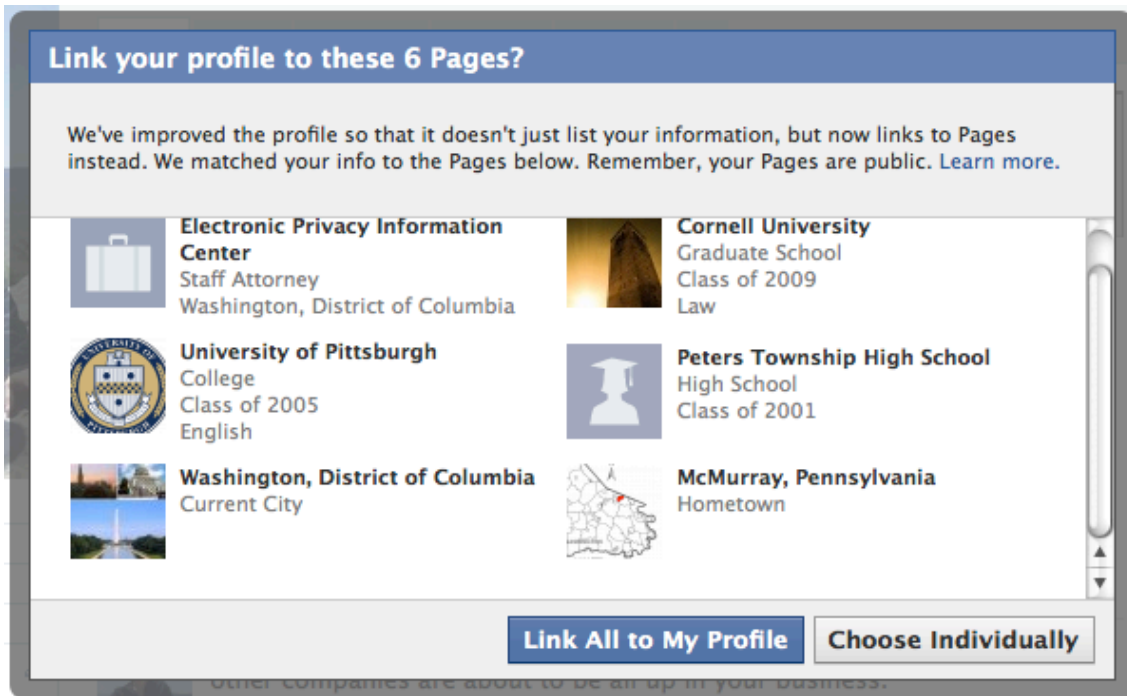 Link your profile to these 6 Pages?
We've improved the profile so that it doesn't just list your information, but now links to Pages
instead. We matched your info to the Pages below. Remember, your Pages are public. Learn more.
Electronic Privacy Information
Center
Staff Attorney
Washington, District of Columbia
Cornell University
Graduate School
Class of 2009
Law
University of Pittsburgh
College
Class of 2005
English
Peters Township High School
High School
Class of 2001
Washington, District of Columbia
Current City
McMurray, Pennsylvania
Hometown
Link All to My Profile
Choose Individually
other companies are about to be all up in your business.